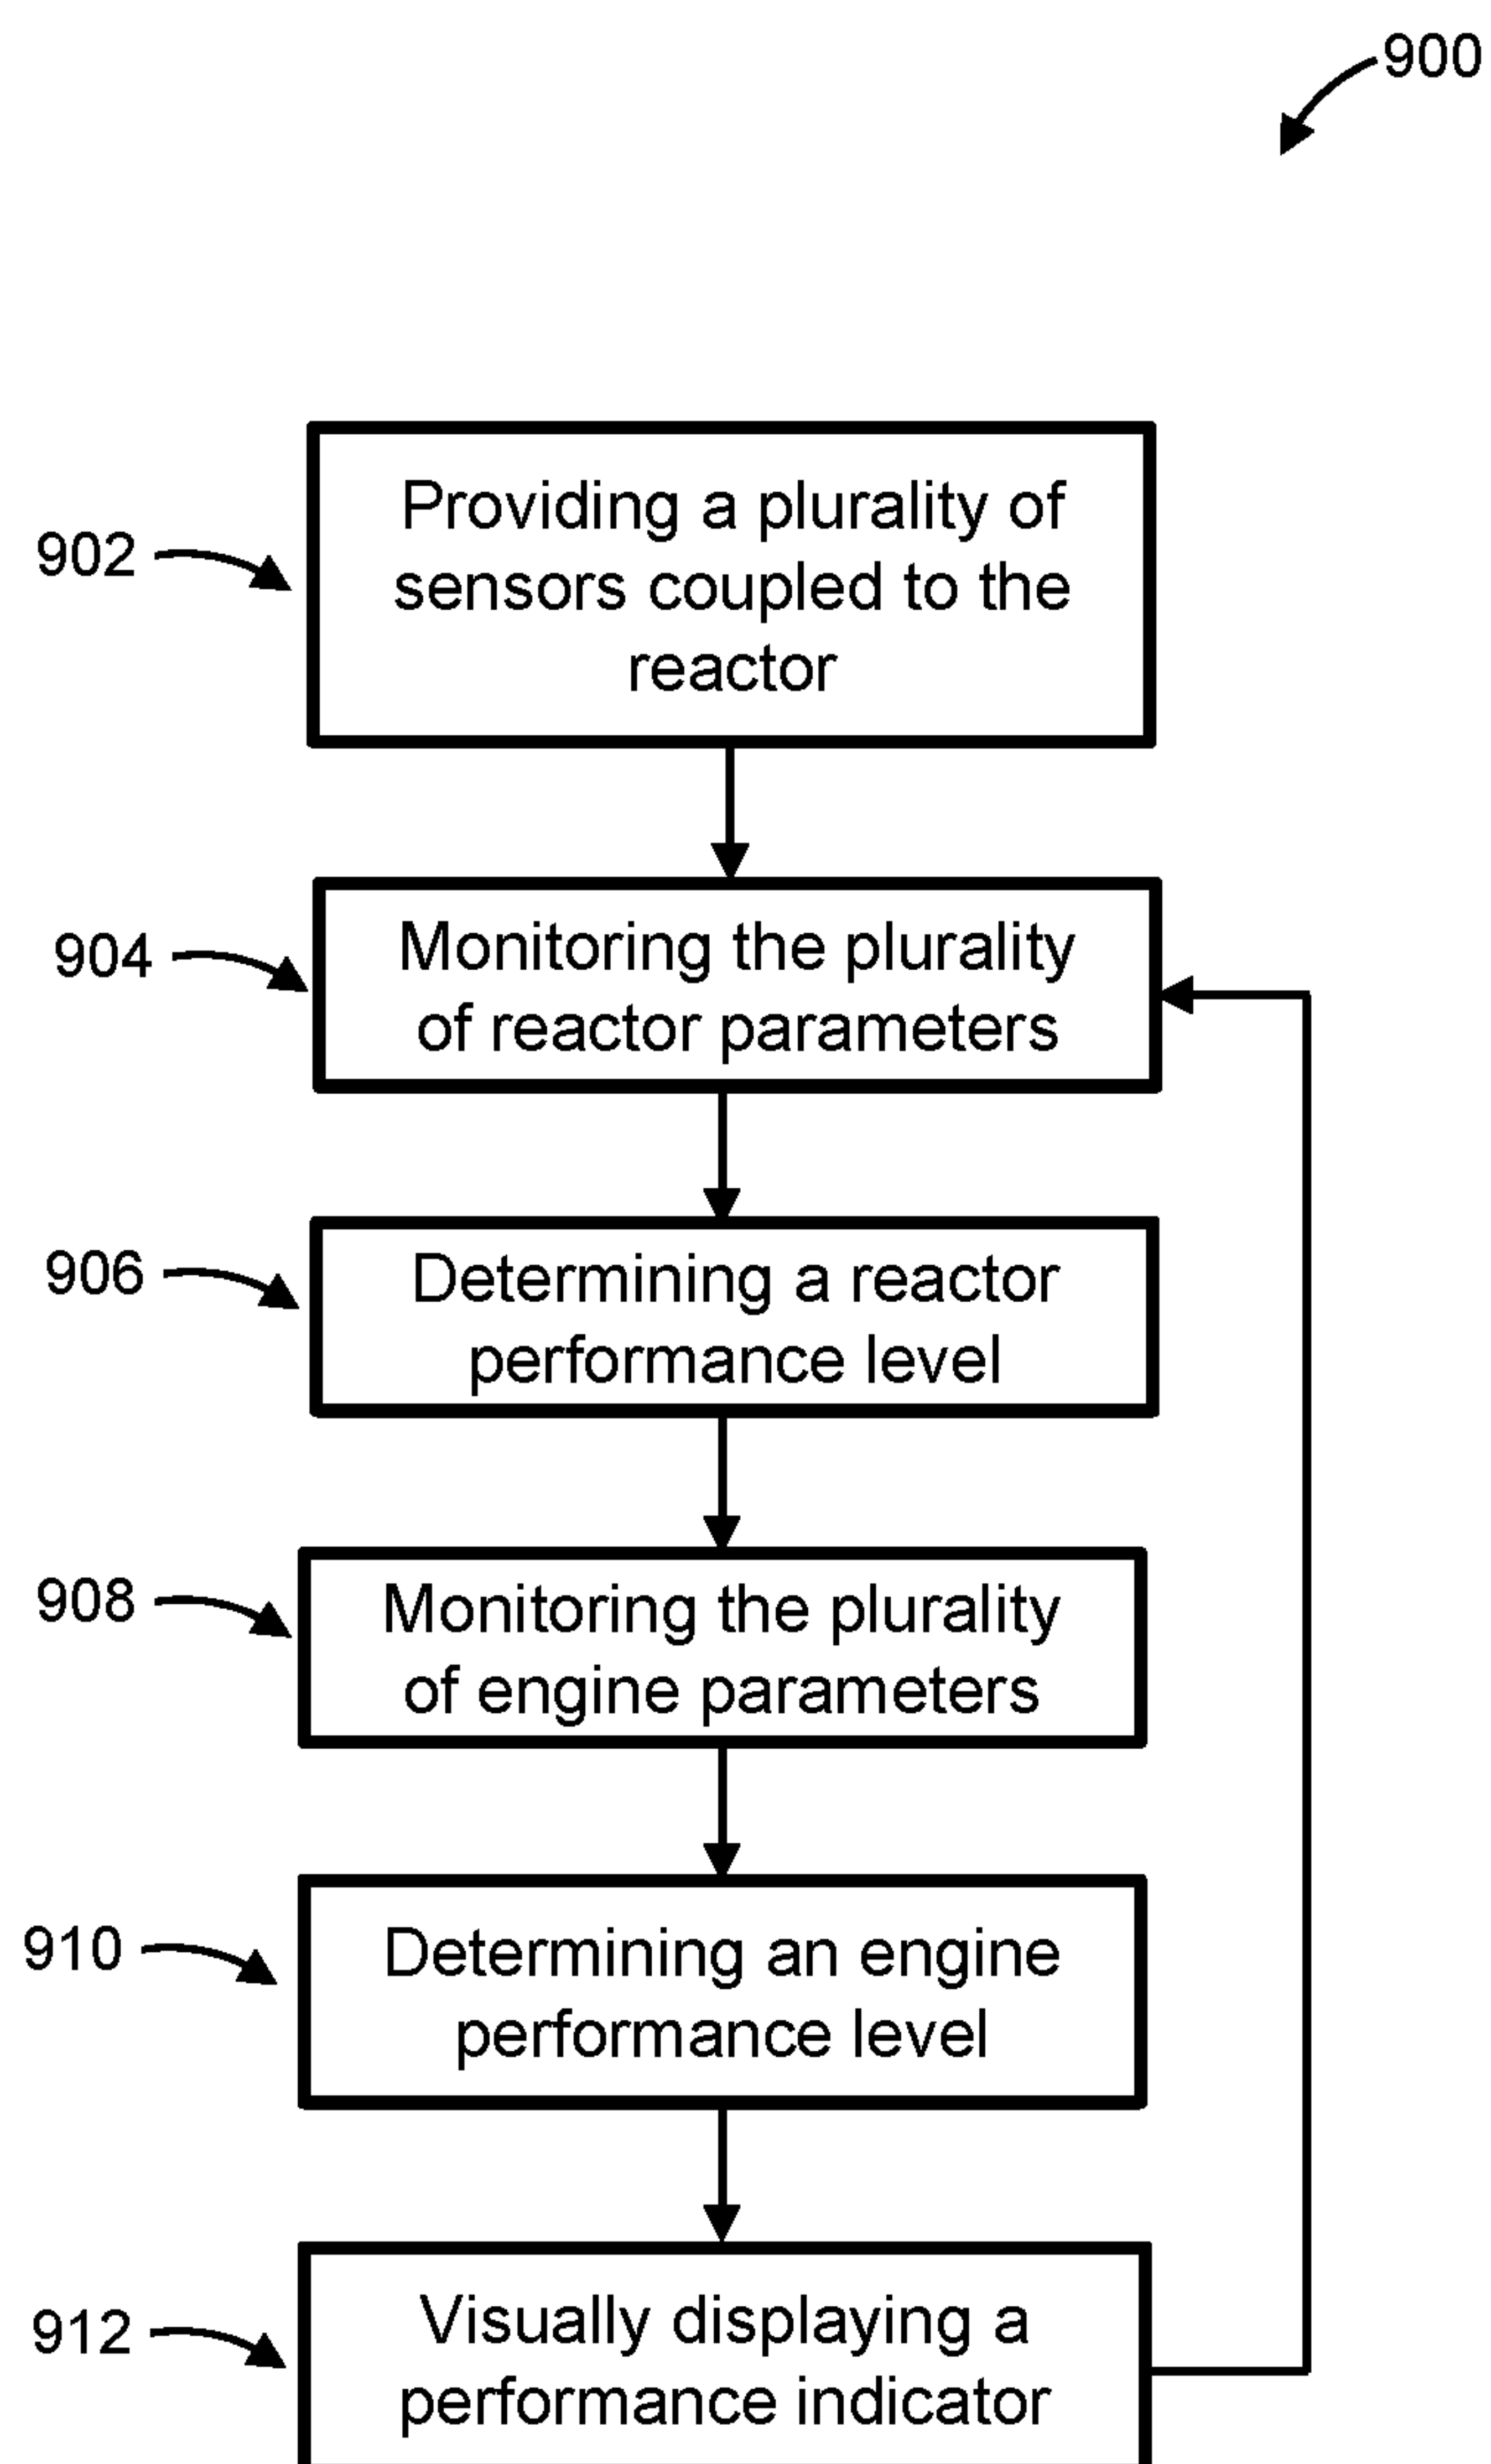 900
902
Providing a plurality of
sensors coupled to the
reactor
904
Monitoring the plurality
of reactor parameters
906
Determining a reactor
performance level
908
Monitoring the plurality
of engine parameters
910
Determining an engine
performance level
912
Visually displaying a
performance indicator